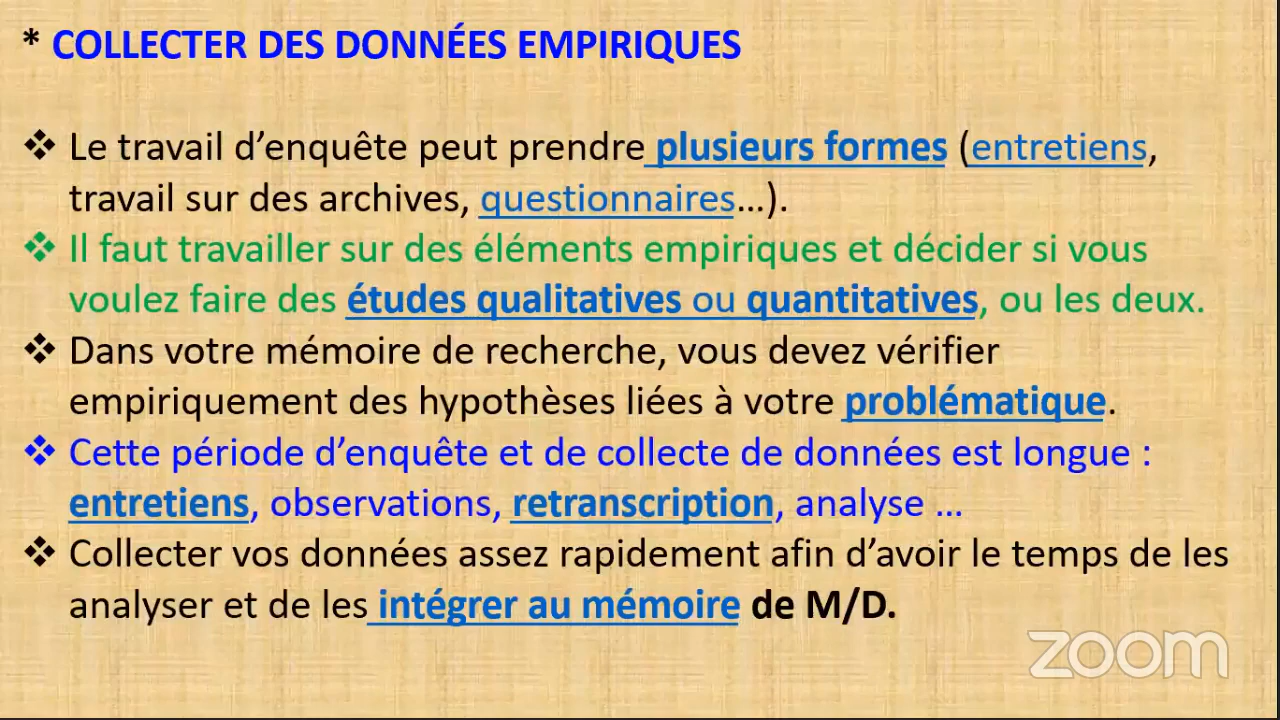 * COLLECTER DES DONNÉES EMPIRIQUES
❖ Le travail d’enquête peut prendre plusieurs formes (entretiens,
travail sur des archives, questionnaires…).
❖ Il faut travailler sur des éléments empiriques et décider si vous
voulez faire des études qualitatives ou quantitatives, ou les deux.
❖ Dans votre mémoire de recherche, vous devez vérifier
empiriquement des hypothèses liées à votre problématique.
❖ Cette période d’enquête et de collecte de données est longue :
entretiens, observations, retranscription, analyse …
❖ Collecter vos données assez rapidement afin d’avoir le temps de les
analyser et de les intégrer au mémoire de M/D.
zoom